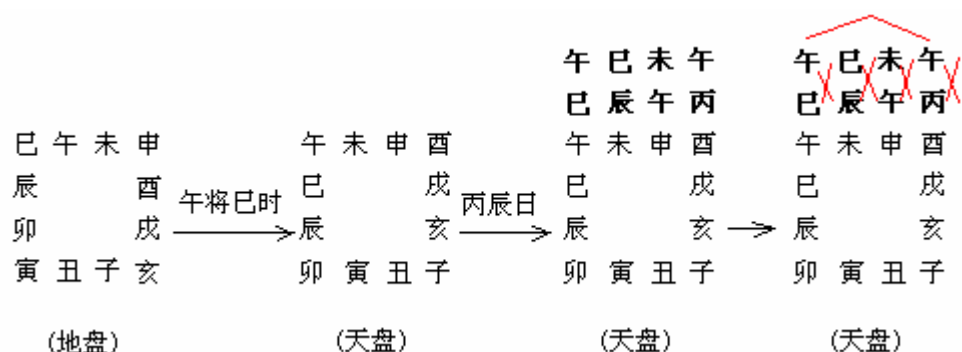 午 巳 未 午 午 巳 未 午
巳 辰 午 丙 巳 辰 午 丙
巳 午 未 申 午 未 申 酉 午 未 申 酉 午 未 申 酉
辰 酉 午将巳时 巳 戌 丙辰日 巳 戌 巳 戌
卯 戌 辰 亥 辰 亥 辰 亥
寅 丑 子 亥 卯 寅 丑 子 卯 寅 丑 子 卯 寅 丑 子
(地盘) (天盘) (天盘) (天盘)